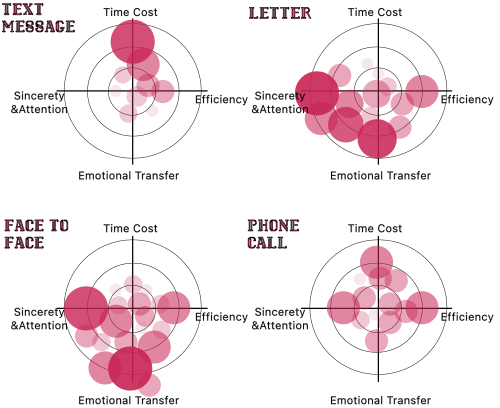 TEXT
MESSAGE
Time Cost
Sincerety
&Attention
Efficiency
Emotional Transfer
LETTER
Time Cost
Sincerety
&Attention
Efficiency
Emotional Transfer
FACE TO
FACE
Time Cost
Sincerety
&Attention
Efficiency
Emotional Transfer
PHONE
CALL
Time Cost
Sincerety
&Attention
Efficiency
Emotional Transfer